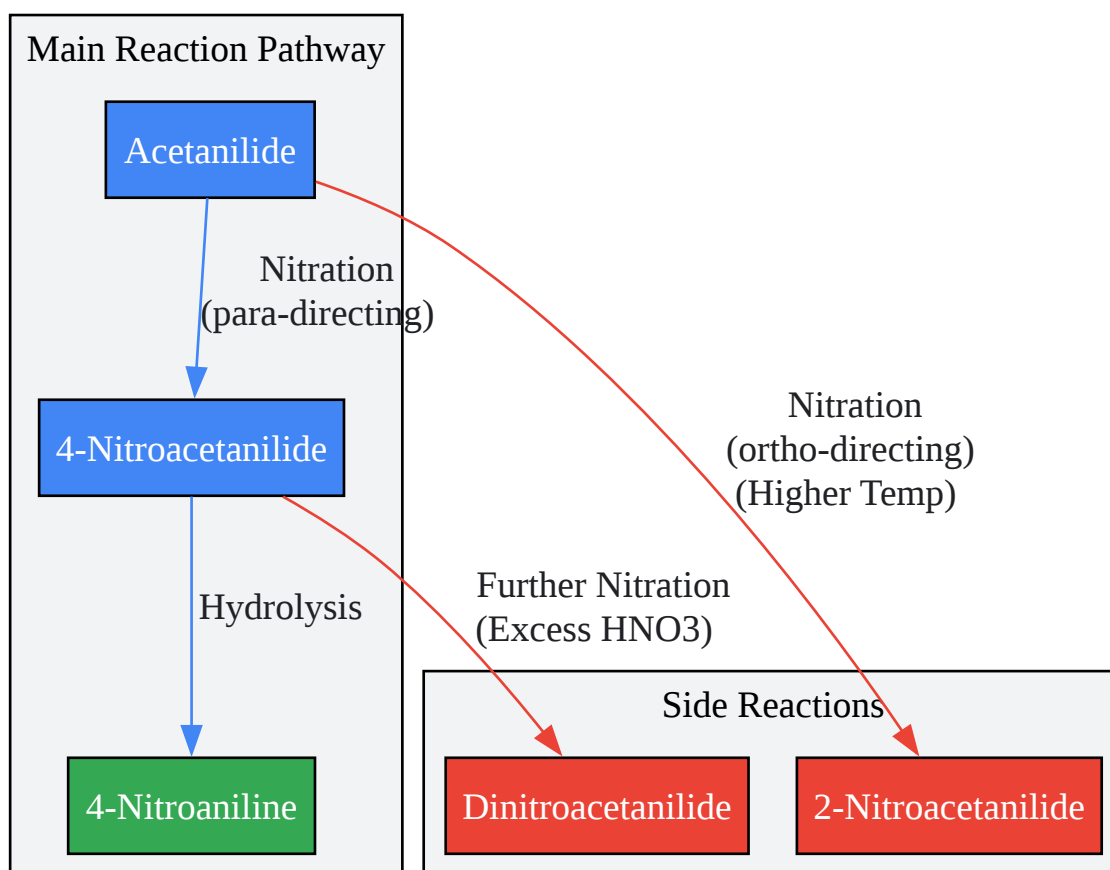 Main Reaction Pathway
Acetanilide
Nitration
(para-directing)
Nitration
(ortho-directing)
(Higher Temp)
4-Nitroacetanilide
Further Nitration
(Excess HNO3)
Hydrolysis
Side Reactions
4-Nitroaniline
Dinitroacetanilide
2-Nitroacetanilide